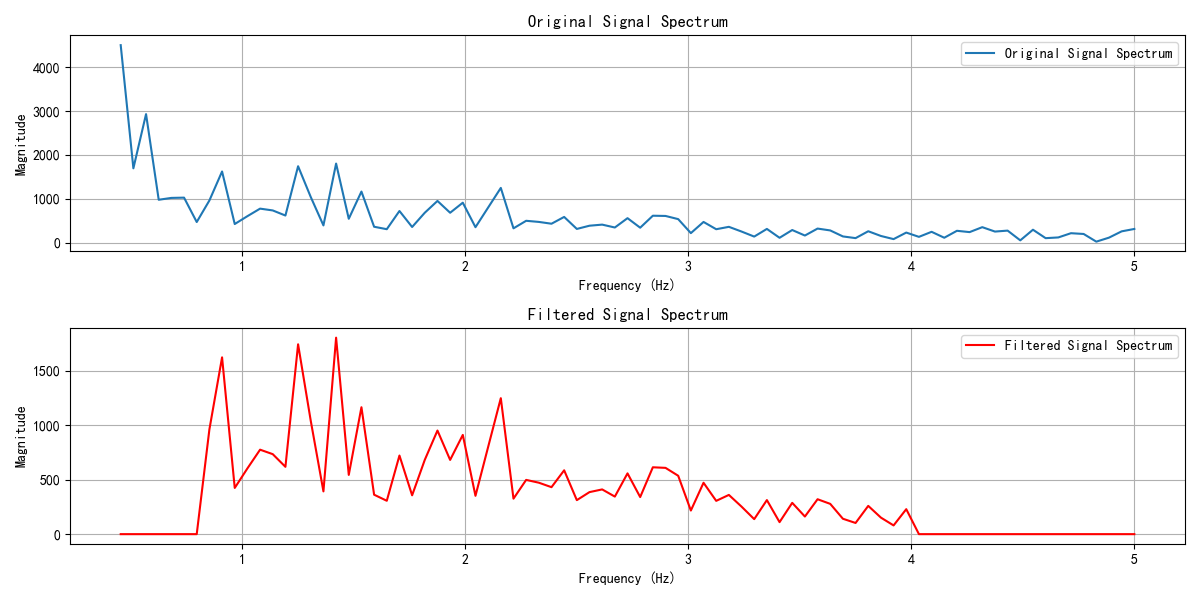 Original Signal Spectrum
Original Signal Spectrum
Magnitude
4000
3000
2000
1000
0
1
2
3
4
5
Frequency (Hz)
Filtered Signal Spectrum
Filtered Signal Spectrum
Magnitude
1500
1000
500
0
1
2
3
4
5
Frequency (Hz)